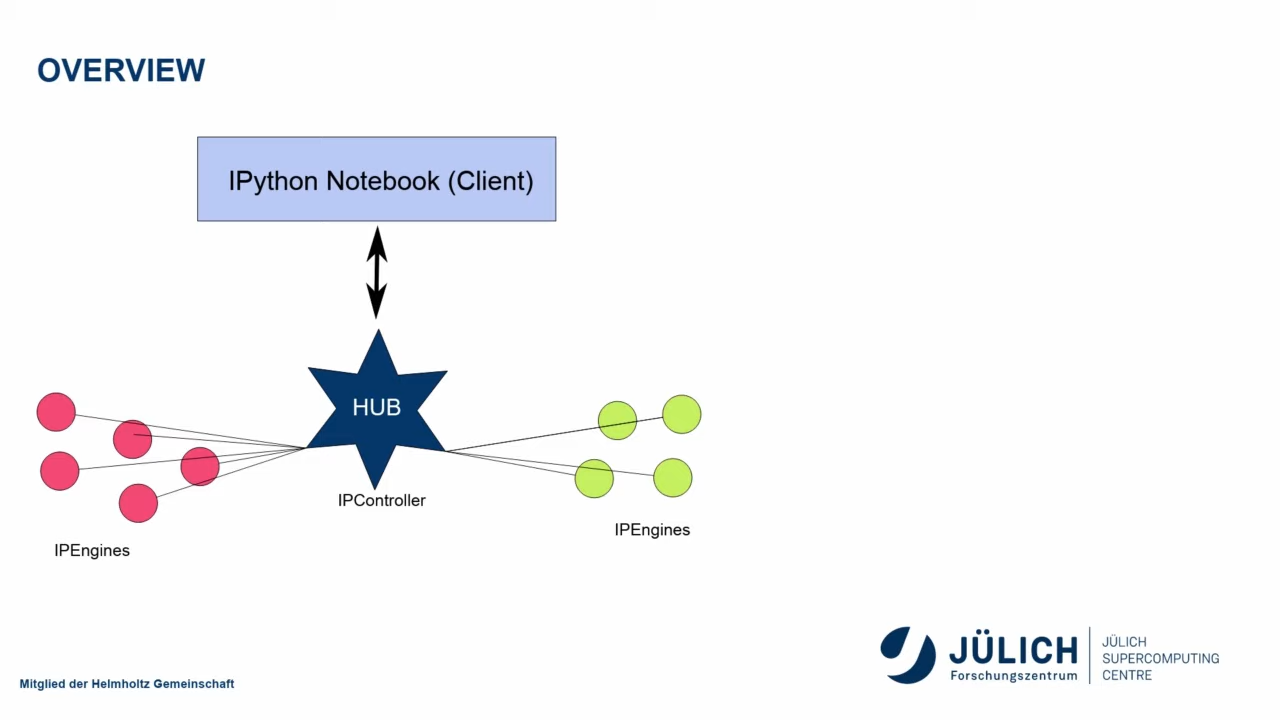 OVERVIEW
IPython Notebook (Client)
HUB
IPController
IPEngines
IPEngines
JÜLICH
Forschungszentrum
JÜLICH
SUPERCOMPUTING
CENTRE
Mitglied der Helmholtz Gemeinschaft